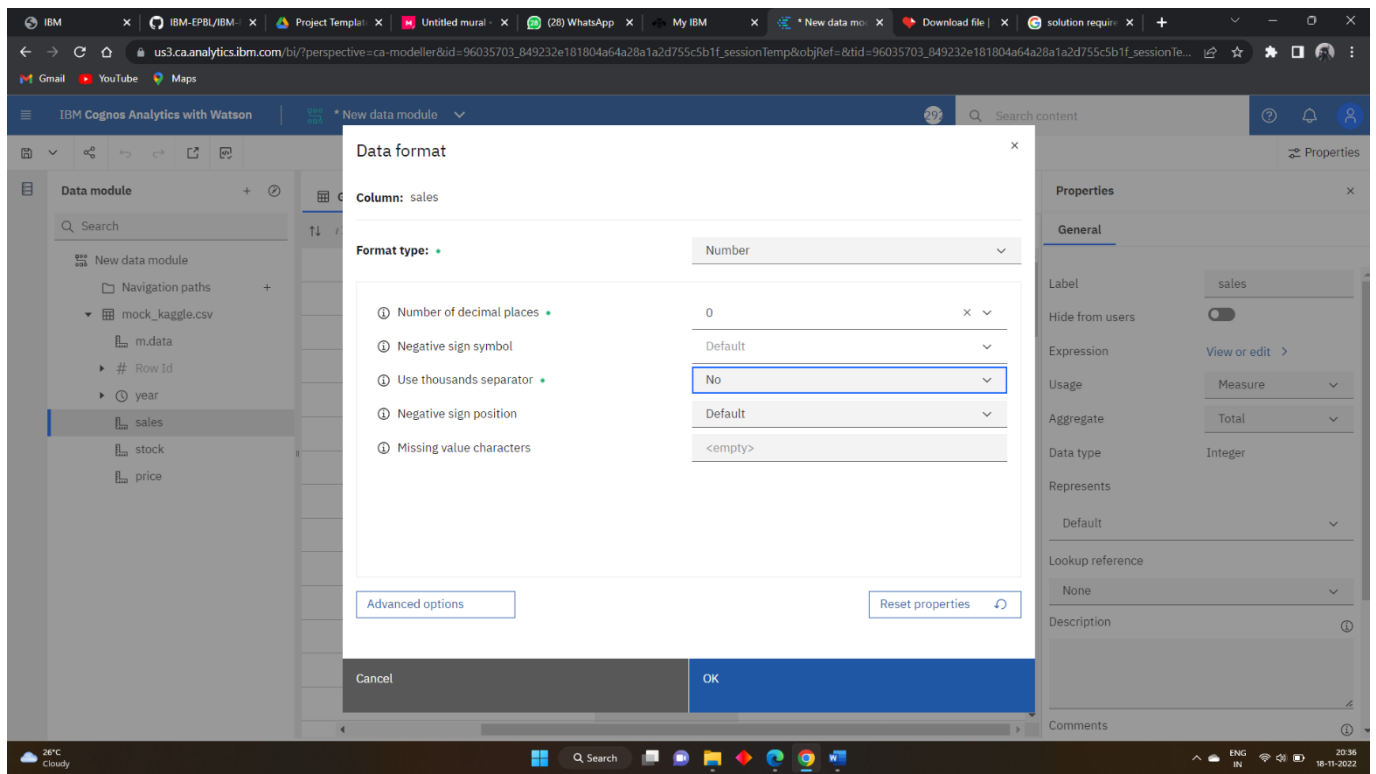 IBM
IBM-EPBL/IBM-
Project Templat
Untitled mural -
(28) WhatsApp
My IBM
* New data mod
Download file |
solution require
us3.ca.analytics.ibm.com/bi/?perspective=ca-modeller&id=96035703_849232e181804a64a28a1a2d755c5b1f_sessionTemp&objRef=&tid=96035703_849232e181804a64a28a1a2d755c5b1f_sessionTe...
Gmail YouTube Maps
IBM Cognos Analytics with Watson
* New data module
Search content
Properties
Data module
Search
New data module
Navigation paths
mock_kaggle.csv
m.data
# Row Id
year
sales
stock
price
Data format
Column: sales
Format type: Number
Number of decimal places 0
Negative sign symbol Default
Use thousands separator No
Negative sign position Default
Missing value characters <empty>
Advanced options
Reset properties
Cancel
OK
Properties
General
Label sales
Hide from users
Expression View or edit
Usage Measure
Aggregate Total
Data type Integer
Represents
Default
Lookup reference
None
Description
Comments
26°C
Cloudy
Search
ENG
IN
20:36
18-11-2022